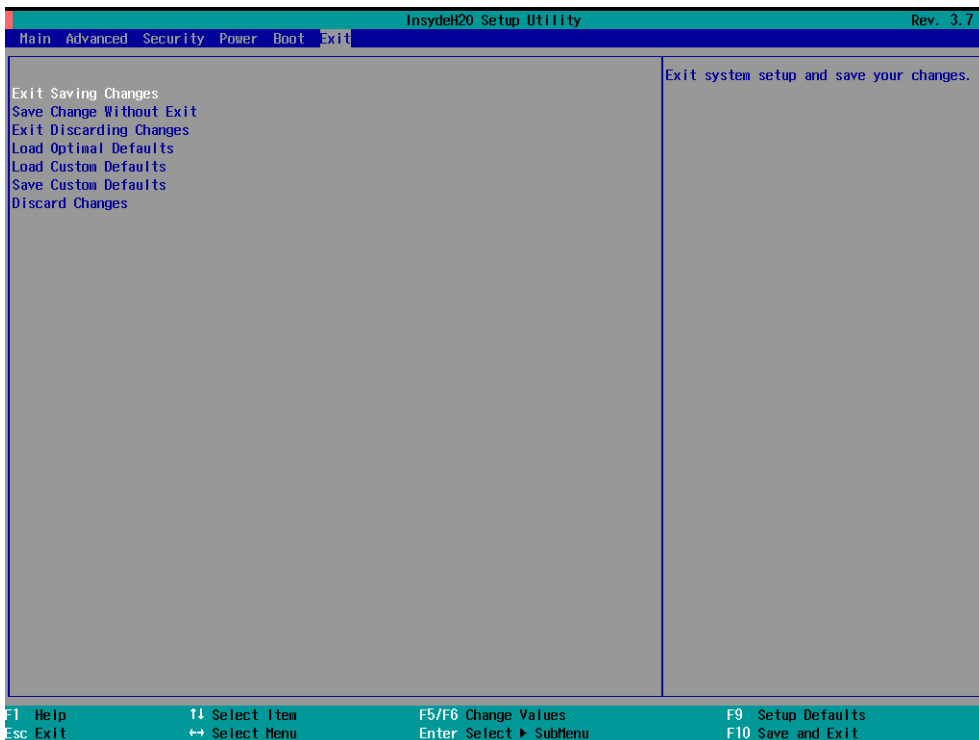 InsydeH20 Setup Utility Rev. 3.7
Main Advanced Security Power Boot Exit
Exit Saving Changes
Save Change Without Exit
Exit Discarding Changes
Load Optimal Defaults
Load Custom Defaults
Save Custom Defaults
Discard Changes
Exit system setup and save your changes.
F1 Help ↑↓ Select Item F5/F6 Change Values F9 Setup Defaults
Esc Exit ↔ Select Menu Enter Select ▶ SubMenu F10 Save and Exit